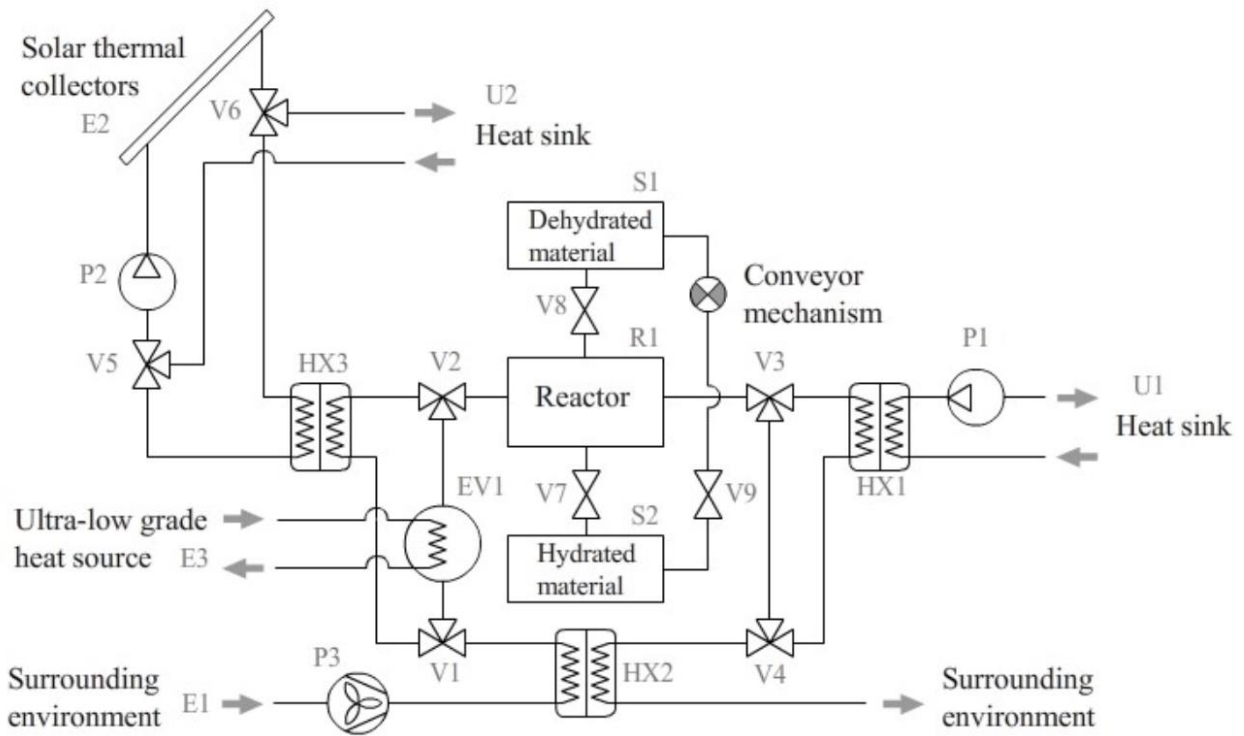 Solar thermal
collectors
E2
V6
U2
Heat sink
S1
Dehydrated
material
P2
V8
Conveyor
mechanism
V5
HX3
V2
R1
V3
P1
Reactor
U1
Heat sink
EV1
V7
V9
HX1
Ultra-low grade
heat source E3
S2
Hydrated
material
P3
V1
HX2
V4
Surrounding
environment E1
Surrounding
environment